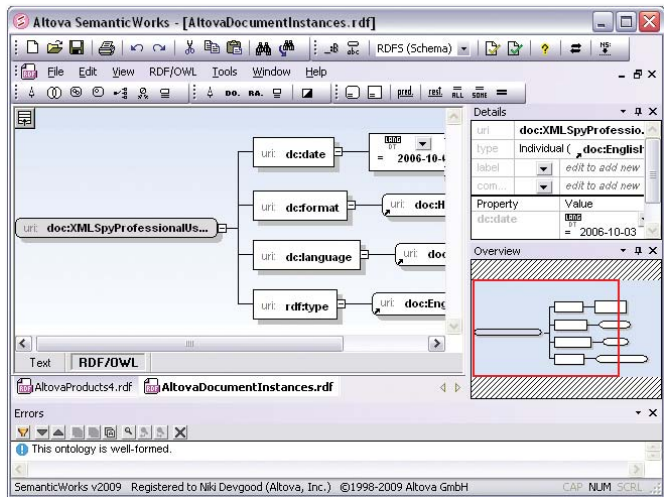 Altova SemanticWorks - [AltovaDocumentInstances.rdf]
RDFS (Schema)
File Edit View RDF/OWL Tools Window Help
DO. RA. pred. rest. ALL SOME
Details
uri doc:XMLSpyProfessio.
type Individual ( doc:English
label edit to add new
com... edit to add new
Property Value
dc:date LANG DT
= 2006-10-03
uri: dc:date LANG DT
= 2006-10-
uri: dc:format uri: doc:H
uri: doc:XMLSpyProfessionalUs...
uri: dc:language uri: doc
uri: rdf:type uri: doc:Eng
Overview
Text RDF/OWL
AltovaProducts4.rdf AltovaDocumentInstances.rdf
Errors
This ontology is well-formed.
SemanticWorks v2009 Registered to Niki Devgood (Altova, Inc.) ©1998-2009 Altova GmbH CAP NUM SCRL